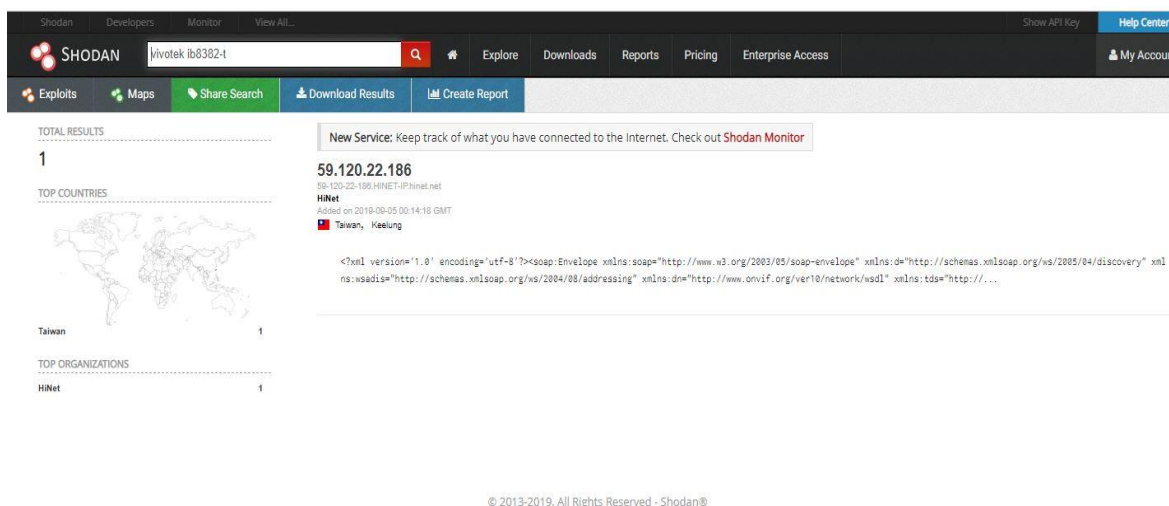 Shodan Developers Monitor View All... Show API Key Help Center
SHODAN vivotek ib8382-t Explore Downloads Reports Pricing Enterprise Access My Accou
Exploits Maps Share Search Download Results Create Report
TOTAL RESULTS
1
TOP COUNTRIES
Taiwan 1
TOP ORGANIZATIONS
HiNet 1
New Service: Keep track of what you have connected to the Internet. Check out Shodan Monitor
59.120.22.186
59-120-22-186.HINET-IP.hinet.net
HiNet
Added on 2019-09-05 00:14:18 GMT
Taiwan, Keelung
<?xml version='1.0' encoding='utf-8'?><soap:Envelope xmlns:soap="http://www.w3.org/2003/05/soap-envelope" xmlns:d="http://schemas.xmlsoap.org/ws/2005/04/discovery" xml
ns:wsadis="http://schemas.xmlsoap.org/ws/2004/08/addressing" xmlns:dn="http://www.onvif.org/ver10/network/wsdl" xmlns:tds="http://...
© 2013-2019, All Rights Reserved - Shodan®